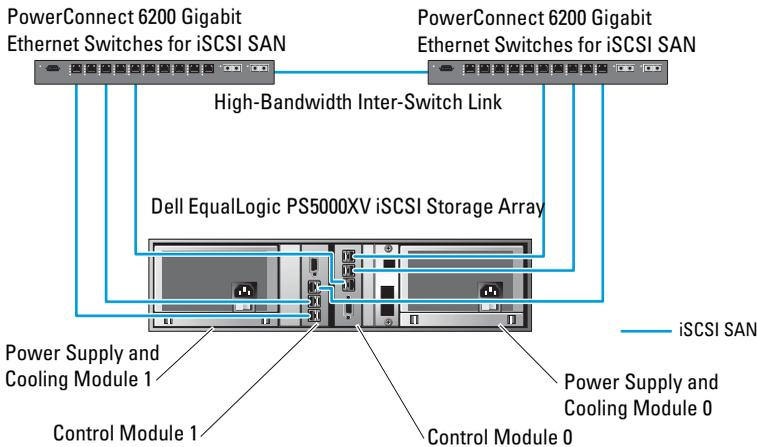 PowerConnect 6200 Gigabit
Ethernet Switches for iSCSI SAN
PowerConnect 6200 Gigabit
Ethernet Switches for iSCSI SAN
High-Bandwidth Inter-Switch Link
Dell EqualLogic PS5000XV iSCSI Storage Array
iSCSI SAN
Power Supply and
Cooling Module 1
Power Supply and
Cooling Module 0
Control Module 1
Control Module 0